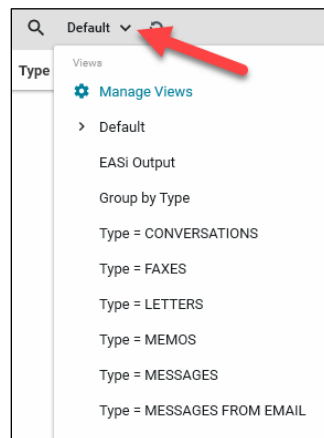 Default
Type
Views
Manage Views
Default
EASi Output
Group by Type
Type = CONVERSATIONS
Type = FAXES
Type = LETTERS
Type = MEMOS
Type = MESSAGES
Type = MESSAGES FROM EMAIL